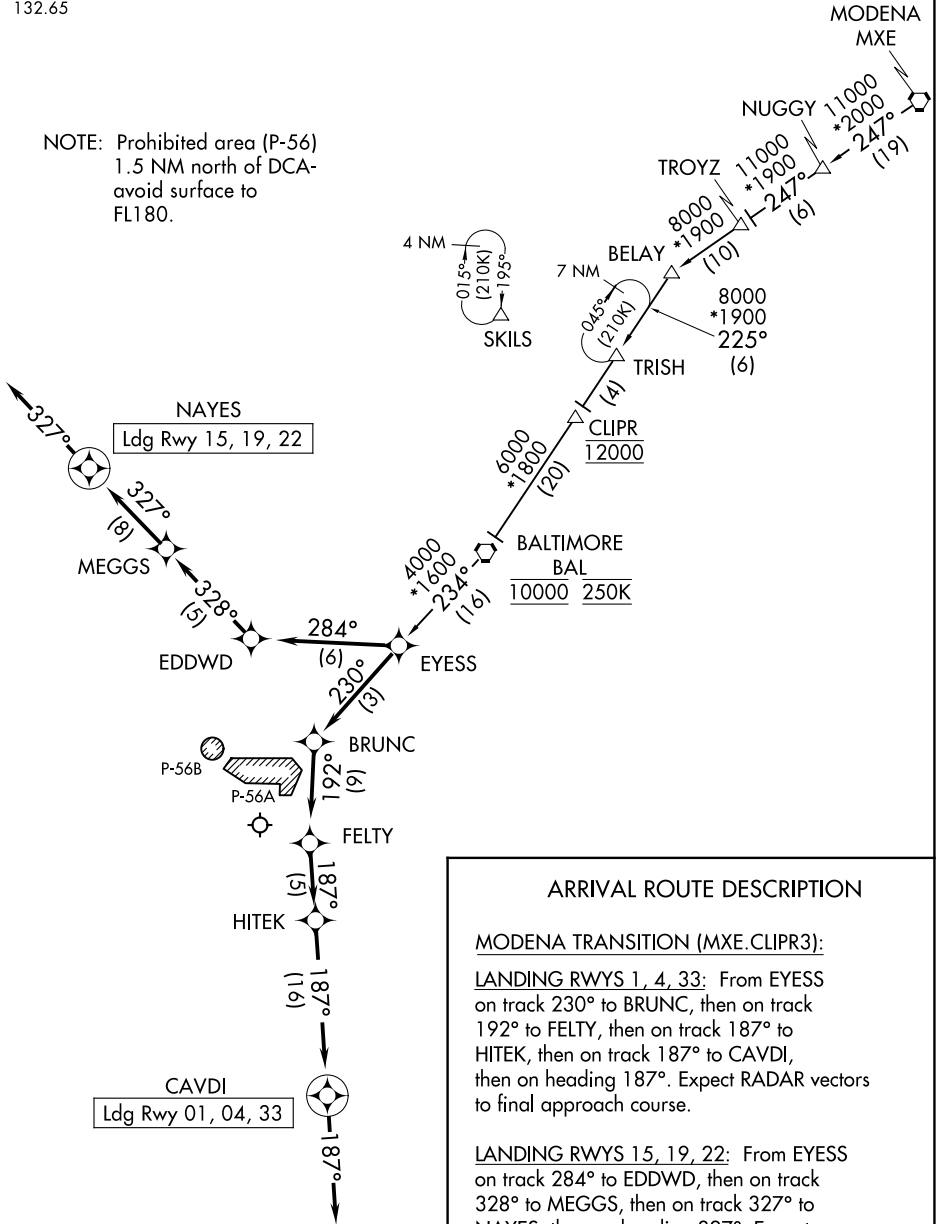 132.65
MODENA
MXE
NOTE: Prohibited area (P-56)
1.5 NM north of DCA-
avoid surface to
FL180.
NUGGY
11000
*2000
247°
(19)
TROYZ
11000
*1900
247°
(6)
BELAY
8000
*1900
(10)
4 NM
015°
(210K)
195°
SKILS
7 NM
045°
(210K)
8000
*1900
225°
(6)
TRISH
(4)
CLIPR
12000
6000
*1800
(20)
327°
NAYES
Ldg Rwy 15, 19, 22
327°
(8)
MEGGS
328°
(5)
EDDWD
BALTIMORE
BAL
10000 250K
4000
*1600
234°
(16)
284°
(6)
EYESS
230°
(3)
BRUNC
P-56B
P-56A
192°
(9)
FELTY
187°
(5)
HITEK
187°
(16)
CAVDI
Ldg Rwy 01, 04, 33
187°
ARRIVAL ROUTE DESCRIPTION
MODENA TRANSITION (MXE.CLIPR3):
LANDING RWYS 1, 4, 33: From EYESS
on track 230° to BRUNC, then on track
192° to FELTY, then on track 187° to
HITEK, then on track 187° to CAVDI,
then on heading 187°. Expect RADAR vectors
to final approach course.
LANDING RWYS 15, 19, 22: From EYESS
on track 284° to EDDWD, then on track
328° to MEGGS, then on track 327° to